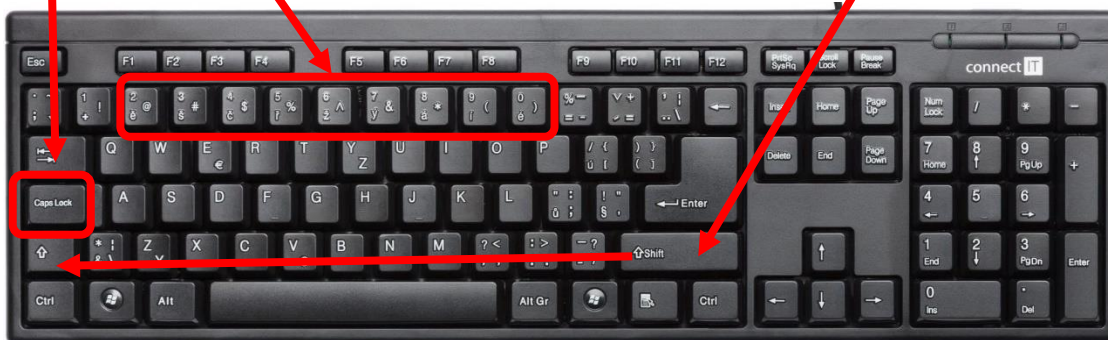 connect IT
Esc F1 F2 F3 F4 F5 F6 F7 F8 F9 F10 F11 F12 PrtSc SysRq Scroll Lock Pause Break
1 ! + 2 @ ě 3 # š 4 $ č 5 % ř 6 ^ ž 7 & ý 8 * á 9 ( í 0 ) é Home Page Up Num Lock / * -
Q W E € R T Y Z U I O P / { ú [ ) } ( ] Delete End Page Down 7 Home 8 ↑ 9 PgUp +
Caps Lock A S D F G H J K L " : ů ; ! " § ' Enter 4 ← 5 6 →
* | & \ Z X C V B N M ? < : > Shift ↑ 1 End 2 ↓ 3 PgDn Enter
Ctrl Alt Alt Gr Ctrl ← ↓ → 0 Ins . Del